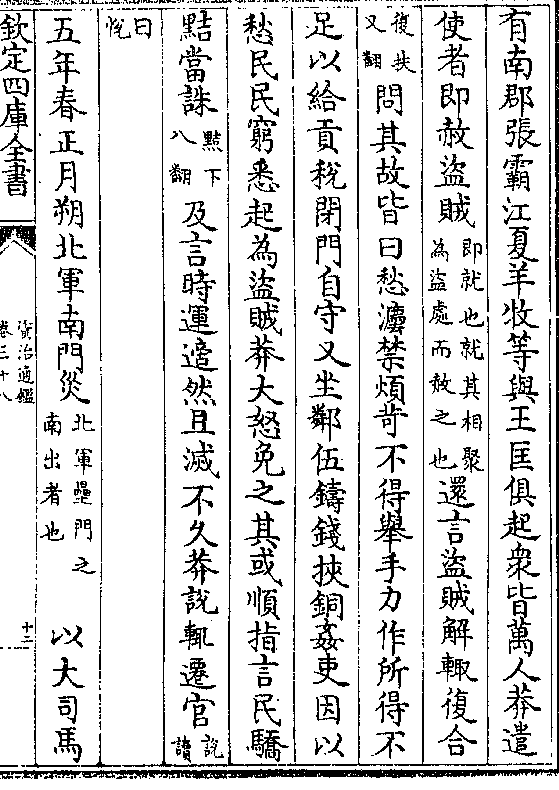 有南郡張霸江夏羊牧等與王匡俱起衆皆萬人莽遣
使者即赦盜賊即就也就其相聚為盜處而赦之也還言盜賊解輙復合
復扶又翻問其故皆曰愁灋禁煩苛不得舉手力作所得不
足以給貢稅閉門自守又坐鄰伍鑄錢挾銅姦吏因以
愁民民窮悉起為盜賊莽大怒免之其或順指言民驕
黠當誅黠下八翻及言時運適然且滅不久莽說輙遷官說讀
曰悅
五年春正月朔北軍南門災北軍壘門之南出者也以大司馬
欽定四庫全書
資治通鑑
卷三十八
十二